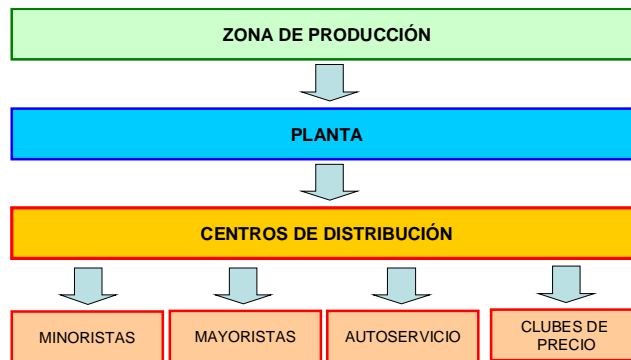 ZONA DE PRODUCCIÓN
PLANTA
CENTROS DE DISTRIBUCIÓN
MINORISTAS
MAYORISTAS
AUTOSERVICIO
CLUBES DE
PRECIO